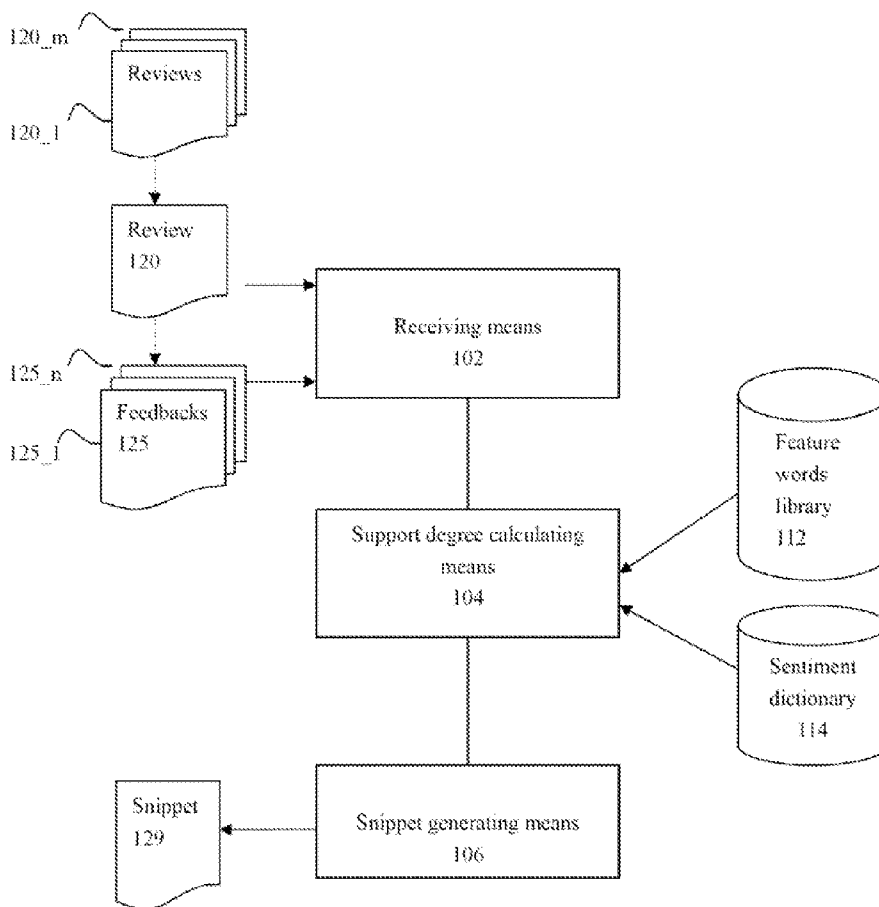 120_m
Reviews
120_1
Review
120
Receiving means
102
125_n
Feedbacks
125
125_1
Feature
words
library
112
Support degree calculating
means
104
Sentiment
dictionary
114
Snippet
129
Snippet generating means
106